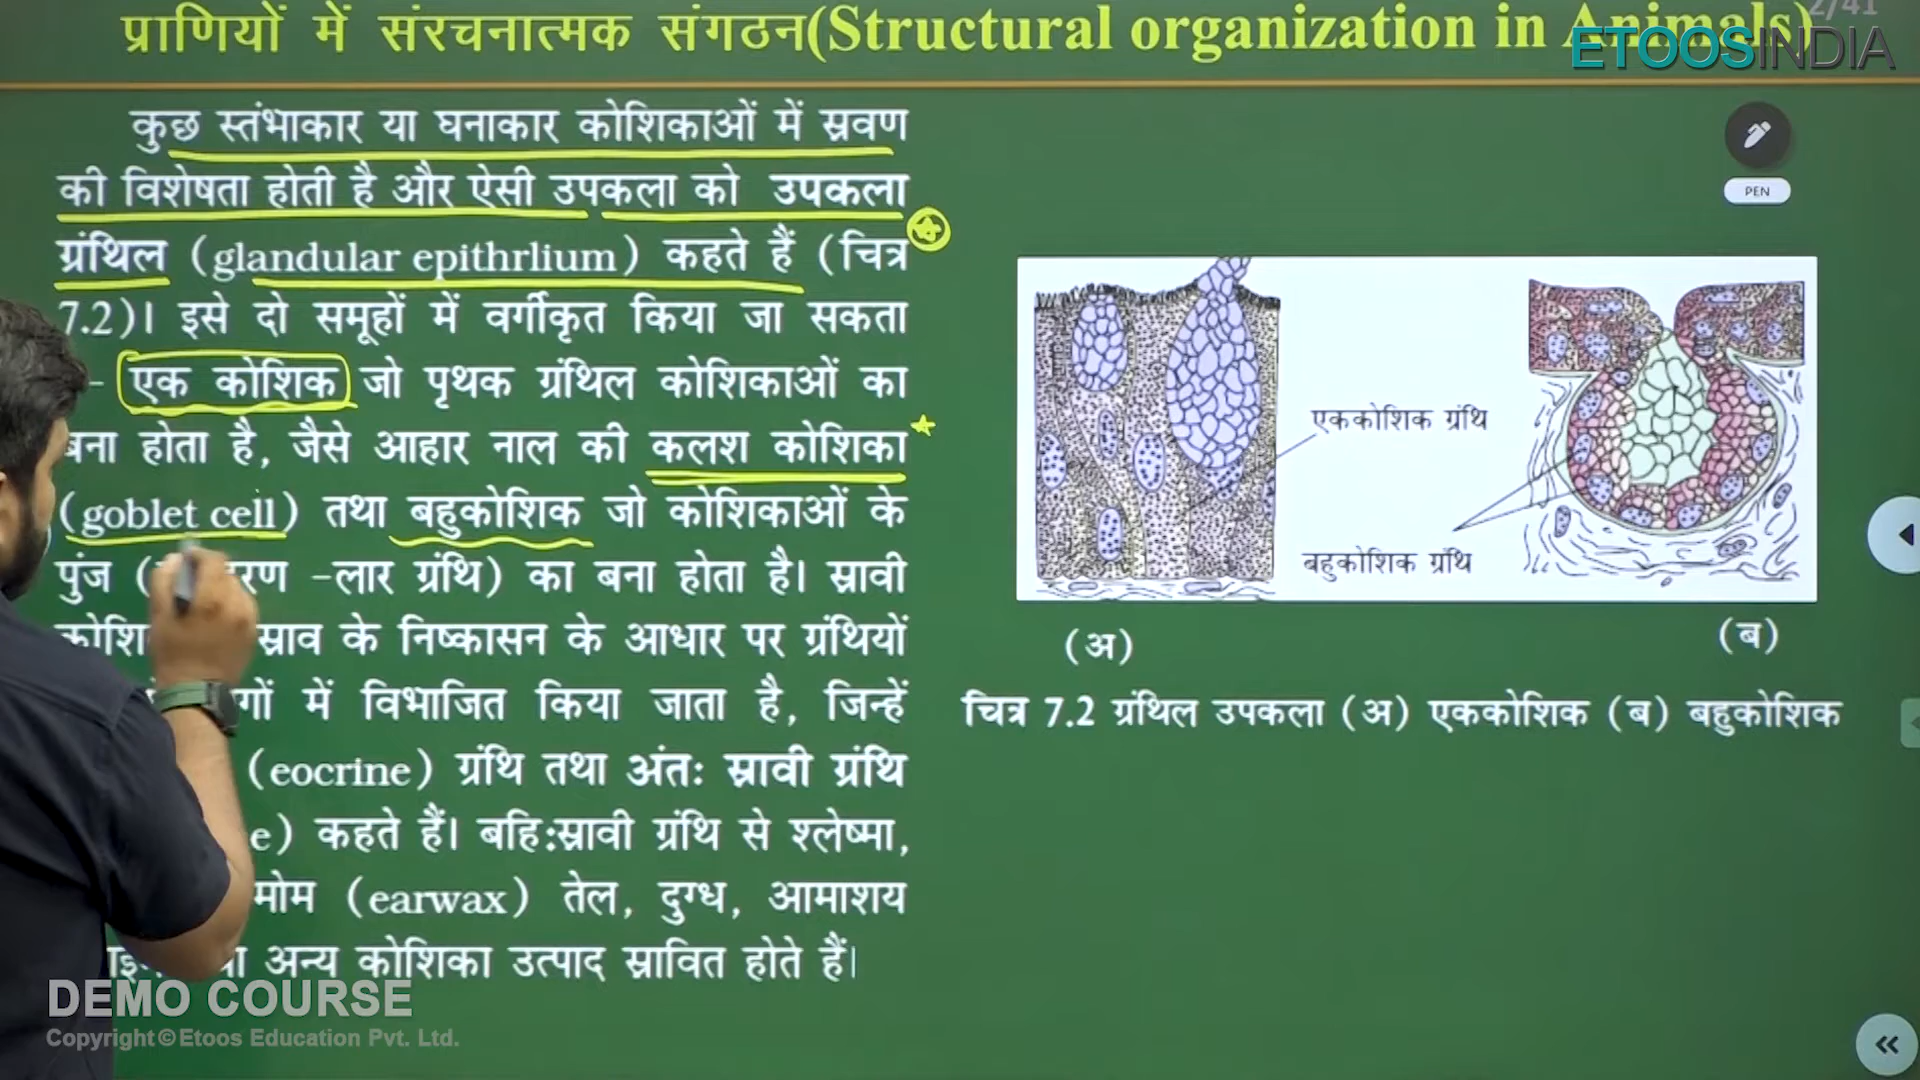 2/41
प्राणियों में संरचनात्मक संगठन(Structural organization in Animals)
ETOOSINDIA
कुछ स्तंभाकार या घनाकार कोशिकाओं में स्रवण
की विशेषता होती है और ऐसी उपकला को उपकला
ग्रंथिल (glandular epithrlium) कहते हैं (चित्र
7.2)। इसे दो समूहों में वर्गीकृत किया जा सकता
- एक कोशिक जो पृथक ग्रंथिल कोशिकाओं का
बना होता है, जैसे आहार नाल की कलश कोशिका
(goblet cell) तथा बहुकोशिक जो कोशिकाओं के
पुंज ( -लार ग्रंथि) का बना होता है। स्रावी
स्राव के निष्कासन के आधार पर ग्रंथियों
में विभाजित किया जाता है, जिन्हें
(eocrine) ग्रंथि तथा अंतः स्रावी ग्रंथि
e) कहते हैं। बहि:स्रावी ग्रंथि से श्लेष्मा,
मोम (earwax) तेल, दुग्ध, आमाशय
अन्य कोशिका उत्पाद स्रावित होते हैं।
PEN
एककोशिक ग्रंथि
बहुकोशिक ग्रंथि
(अ)
(ब)
चित्र 7.2 ग्रंथिल उपकला (अ) एककोशिक (ब) बहुकोशिक
DEMO COURSE
Copyright©Etoos Education Pvt. Ltd.